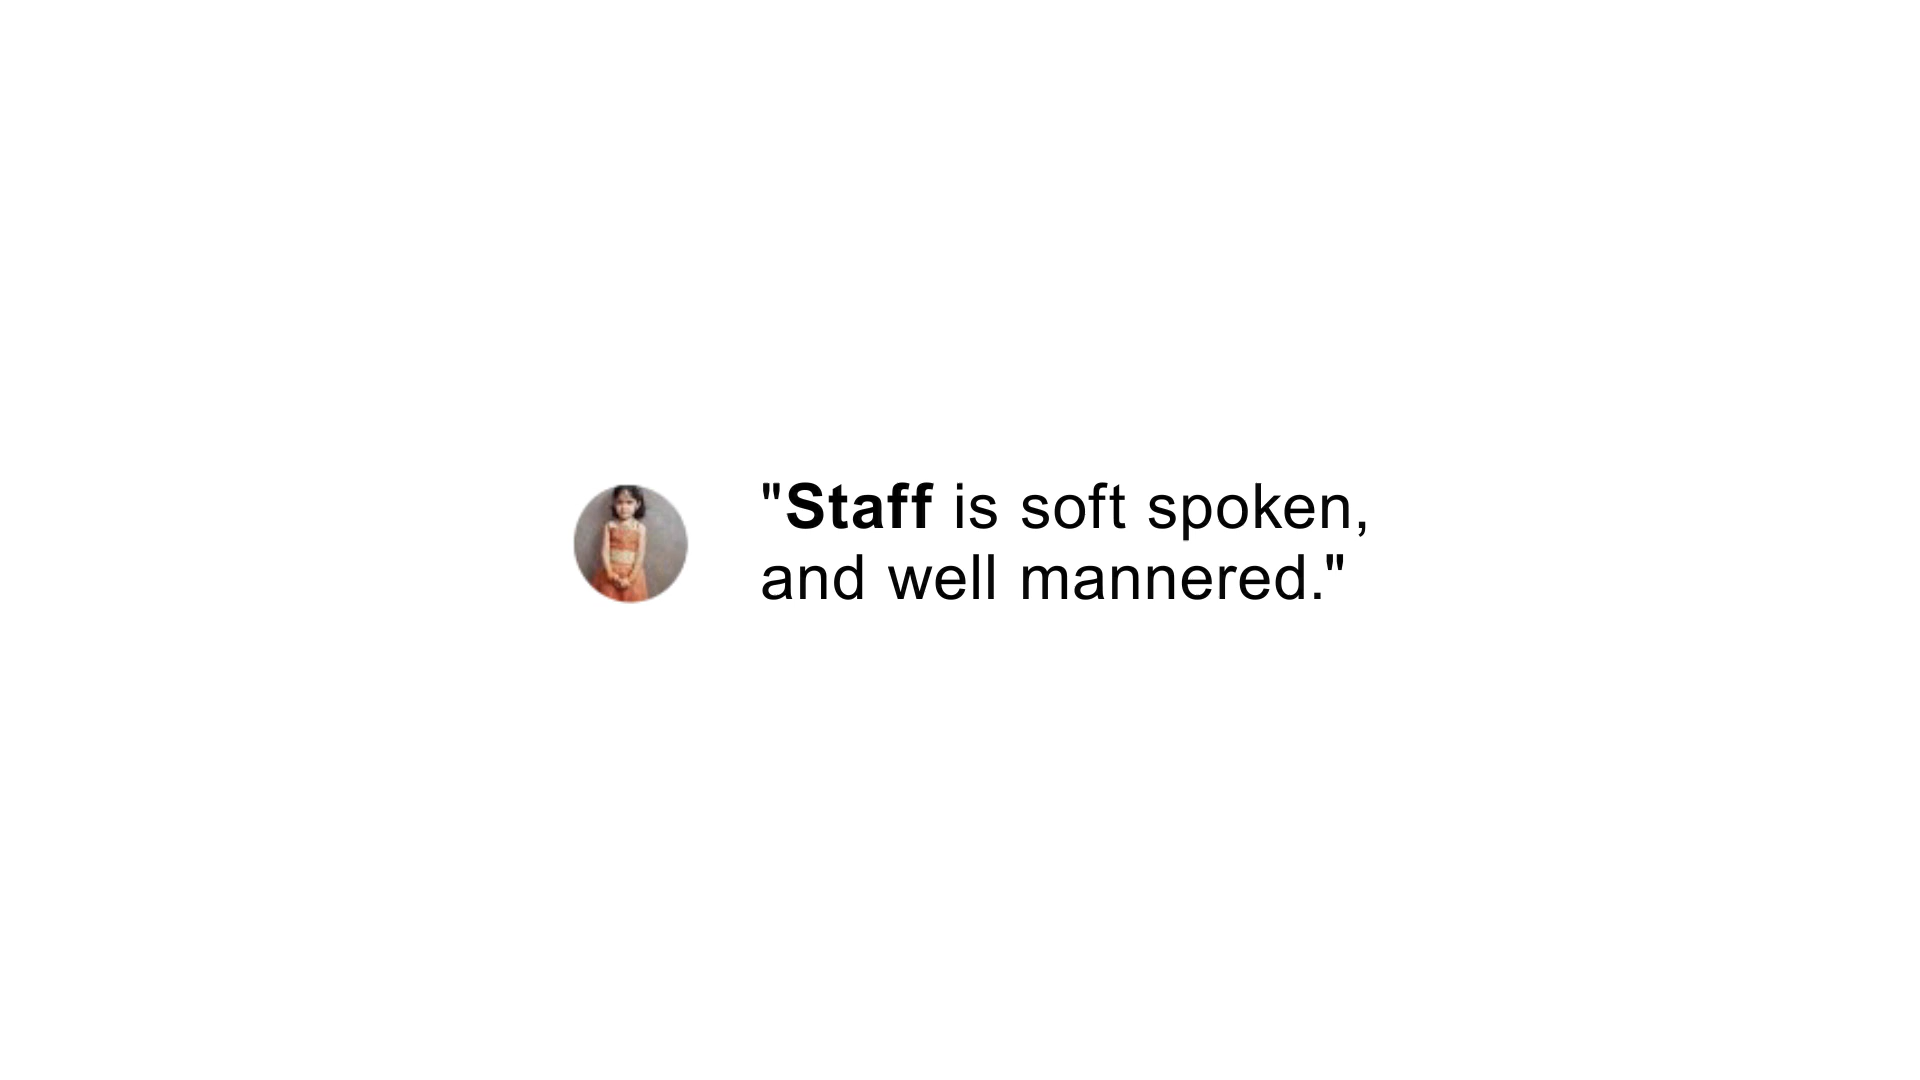 "Staff is soft spoken,
and well mannered."